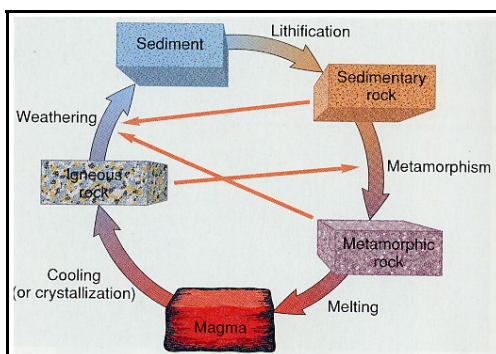 Sediment
Lithification
Sedimentary
rock
Weathering
Metamorphism
Igneous
rock
Metamorphic
rock
Cooling
(or crystallization)
Melting
Magma